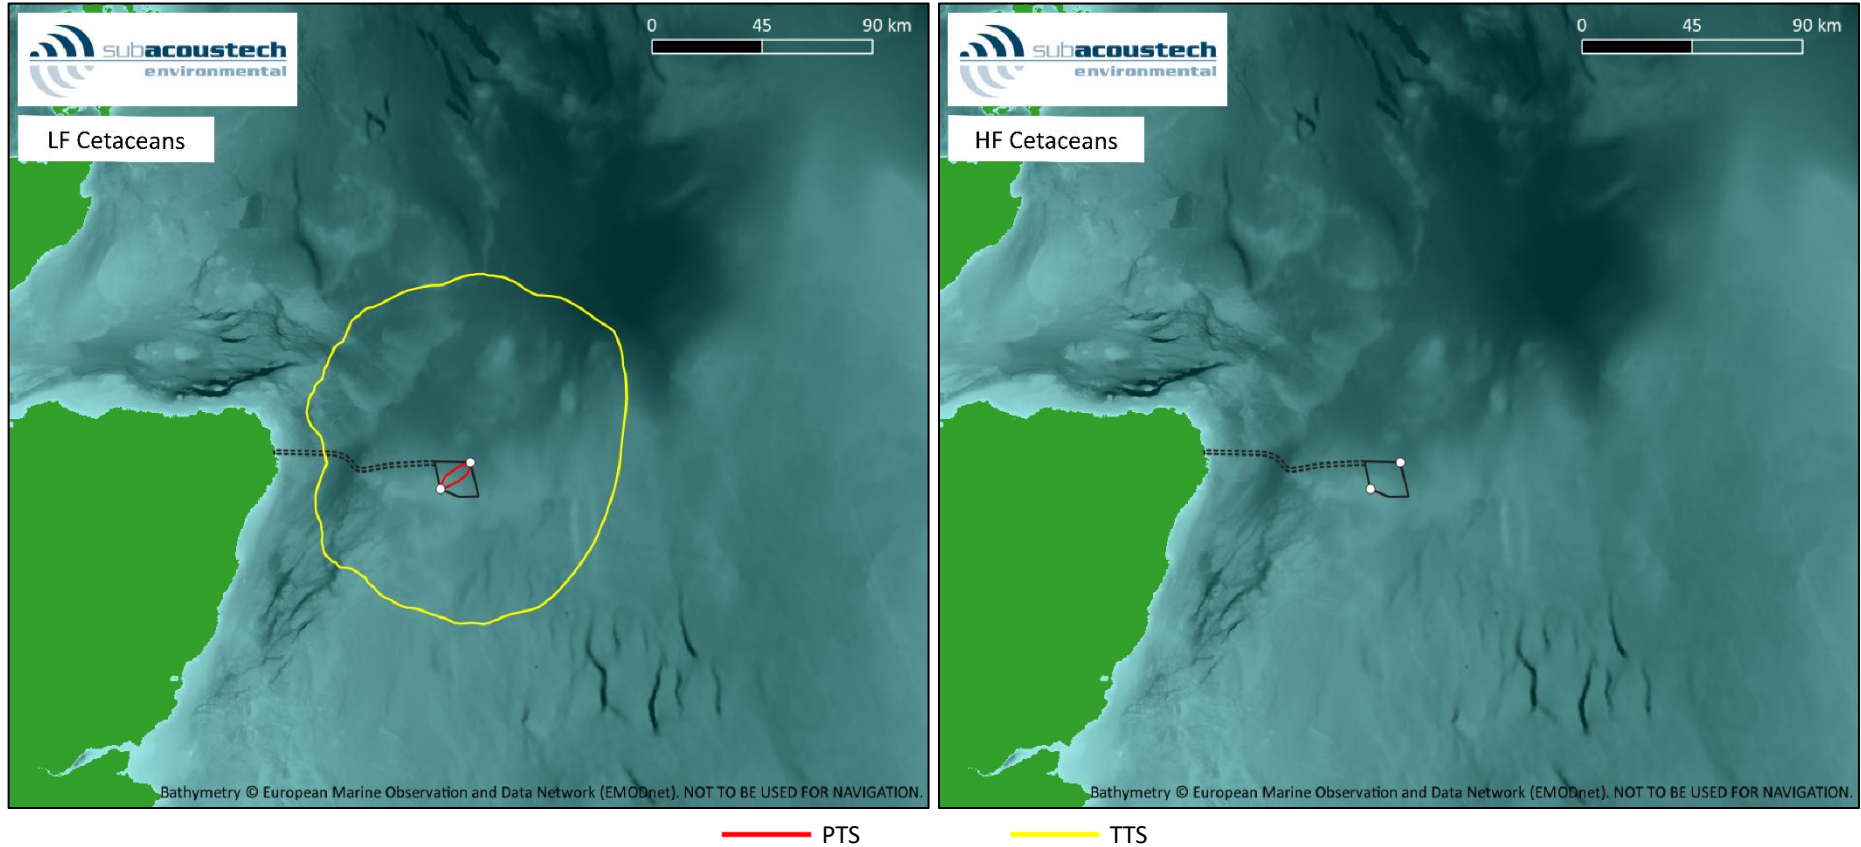 0 45 90 km
subacoustech
environmental
LF Cetaceans
Bathymetry © European Marine Observation and Data Network (EMODnet). NOT TO BE USED FOR NAVIGATION.
0 45 90 km
subacoustech
environmental
HF Cetaceans
Bathymetry © European Marine Observation and Data Network (EMODnet). NOT TO BE USED FOR NAVIGATION.
PTS TTS